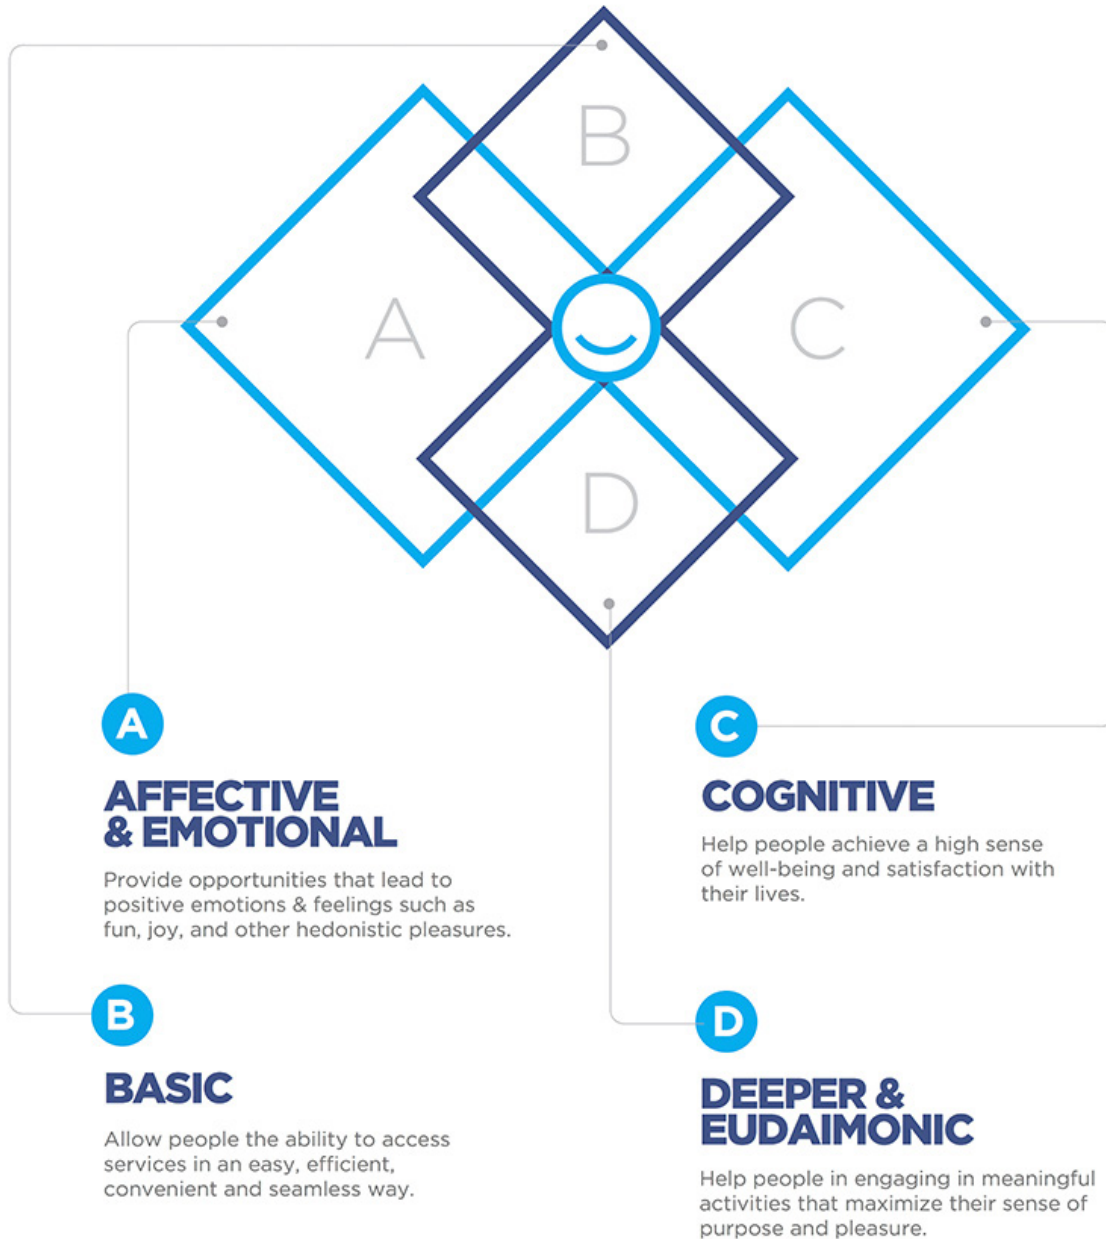 B
A
C
D
A
AFFECTIVE
& EMOTIONAL
Provide opportunities that lead to
positive emotions & feelings such as
fun, joy, and other hedonistic pleasures.
B
BASIC
Allow people the ability to access
services in an easy, efficient,
convenient and seamless way.
C
COGNITIVE
Help people achieve a high sense
of well-being and satisfaction with
their lives.
D
DEEPER &
EUDAIMONIC
Help people in engaging in meaningful
activities that maximize their sense of
purpose and pleasure.